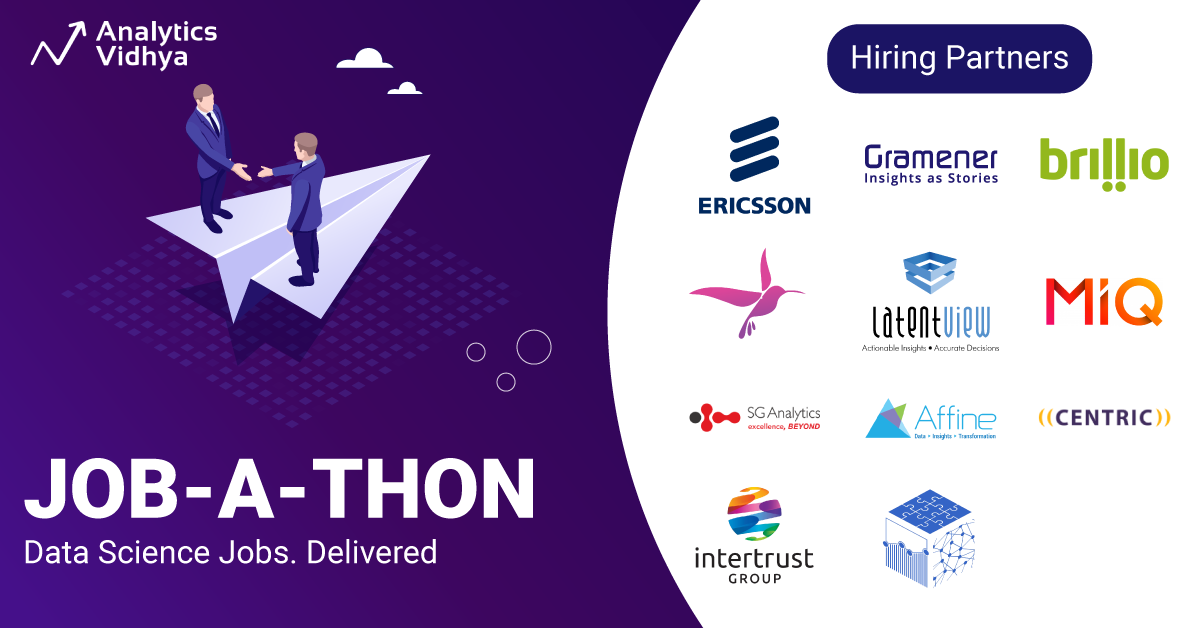 Analytics
Vidhya
JOB-A-THON
Data Science Jobs. Delivered
Hiring Partners
ERICSSON
Gramener
Insights as Stories
brillio
LatentView
Actionable Insights • Accurate Decisions
MiQ
SG Analytics
excellence, BEYOND
Affine
Data • Insights • Transformation
((CENTRIC))
intertrust
GROUP